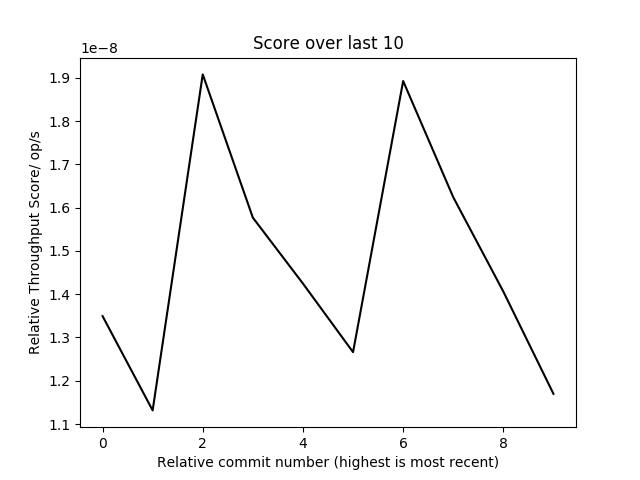 Score over last 10
1e−8
Relative Throughput Score/ op/s
1.9
1.8
1.7
1.6
1.5
1.4
1.3
1.2
1.1
0 2 4 6 8
Relative commit number (highest is most recent)